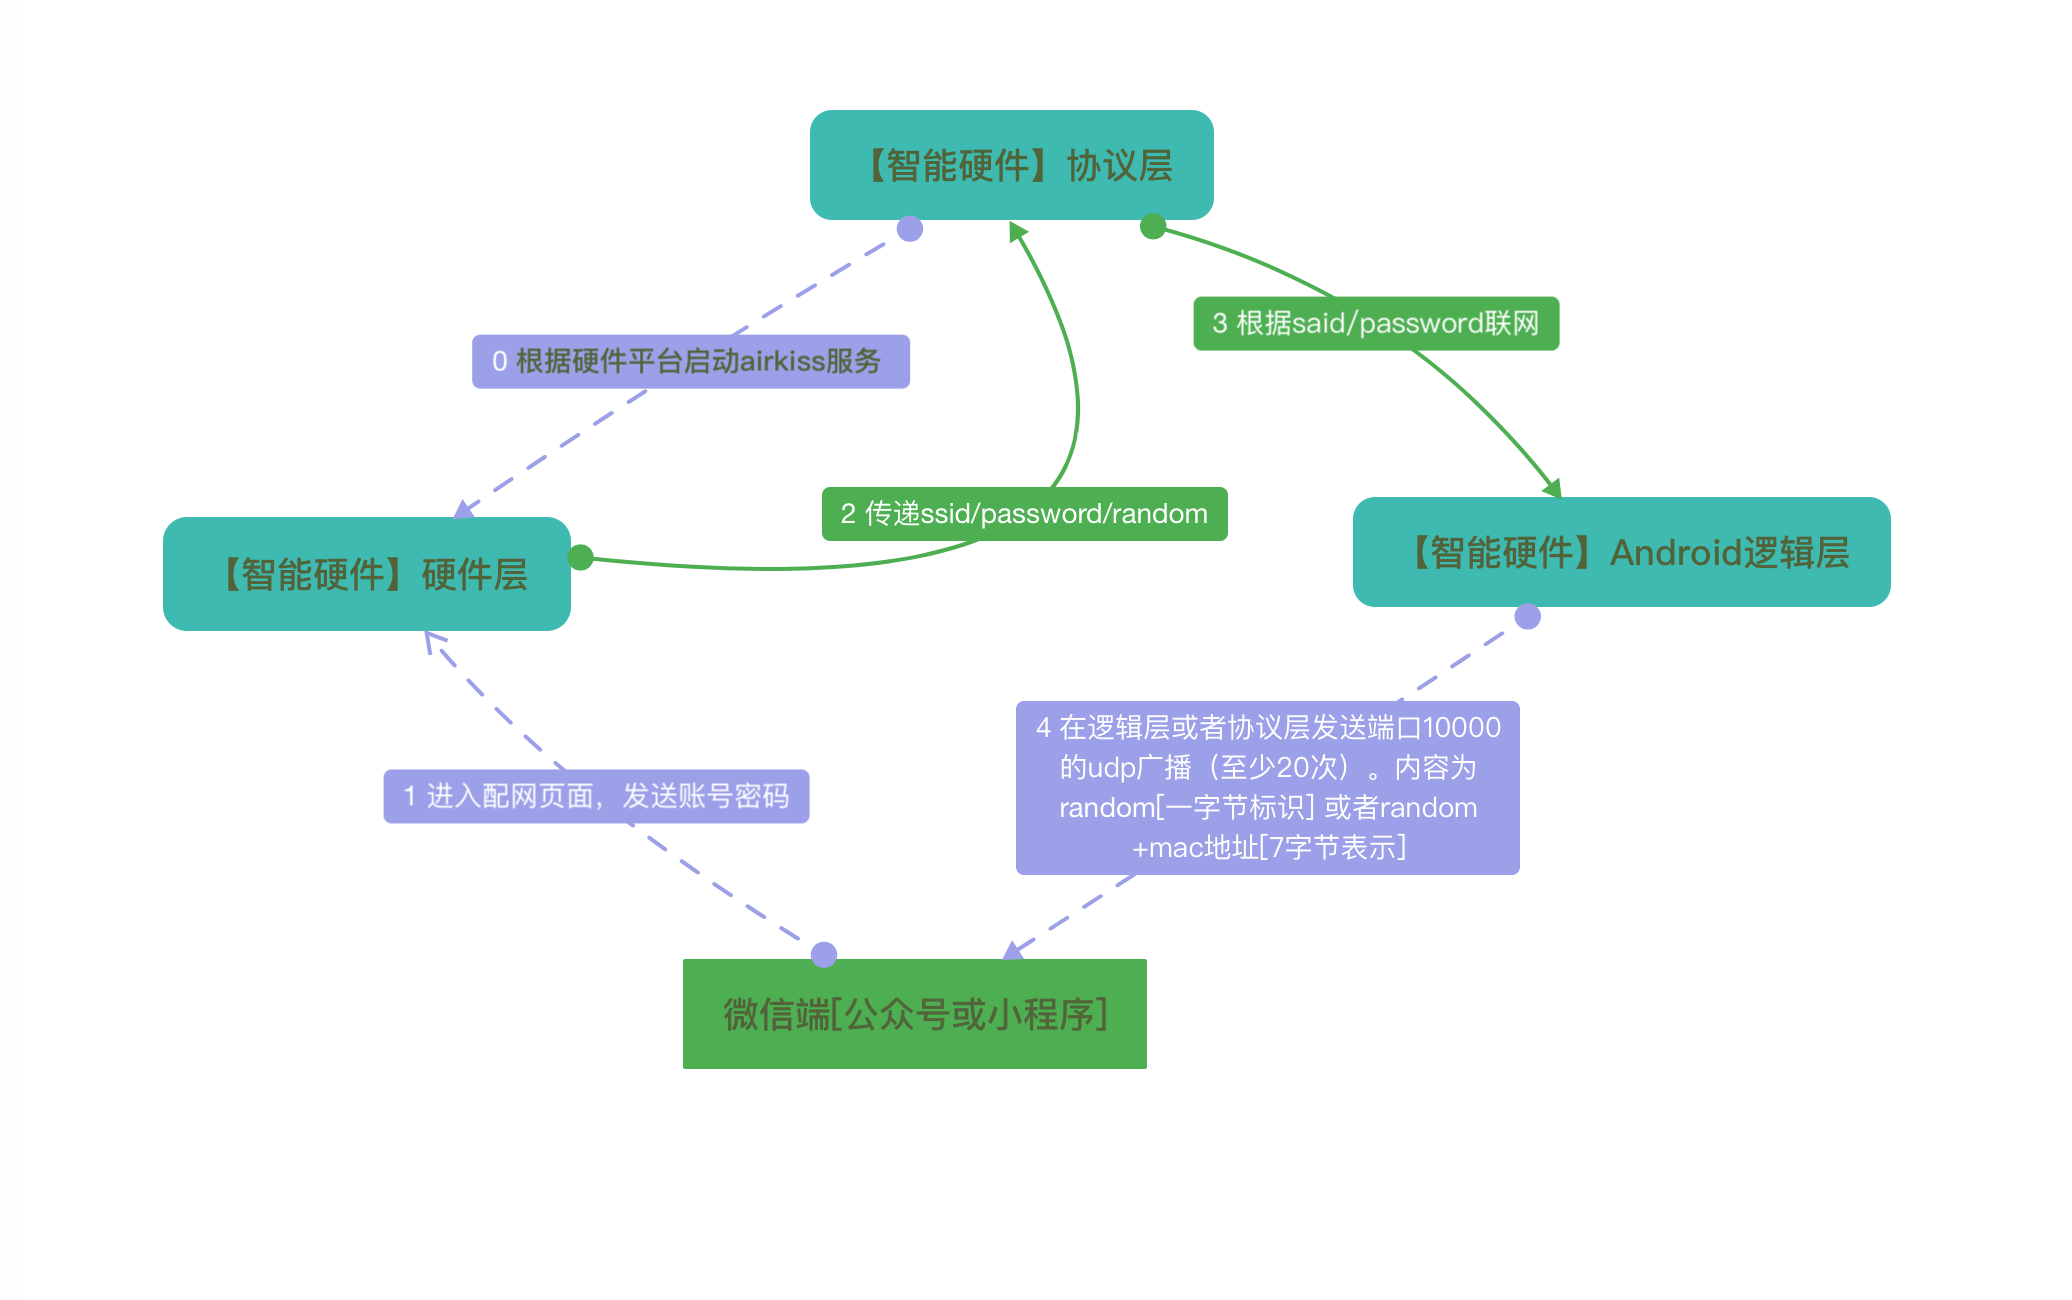 【智能硬件】协议层
3 根据said/password联网
0 根据硬件平台启动airkiss服务
2 传递ssid/password/random
【智能硬件】硬件层
【智能硬件】Android逻辑层
4 在逻辑层或者协议层发送端口10000
的udp广播（至少20次）。内容为
random[一字节标识] 或者random
+mac地址[7字节表示]
1 进入配网页面，发送账号密码
微信端[公众号或小程序]